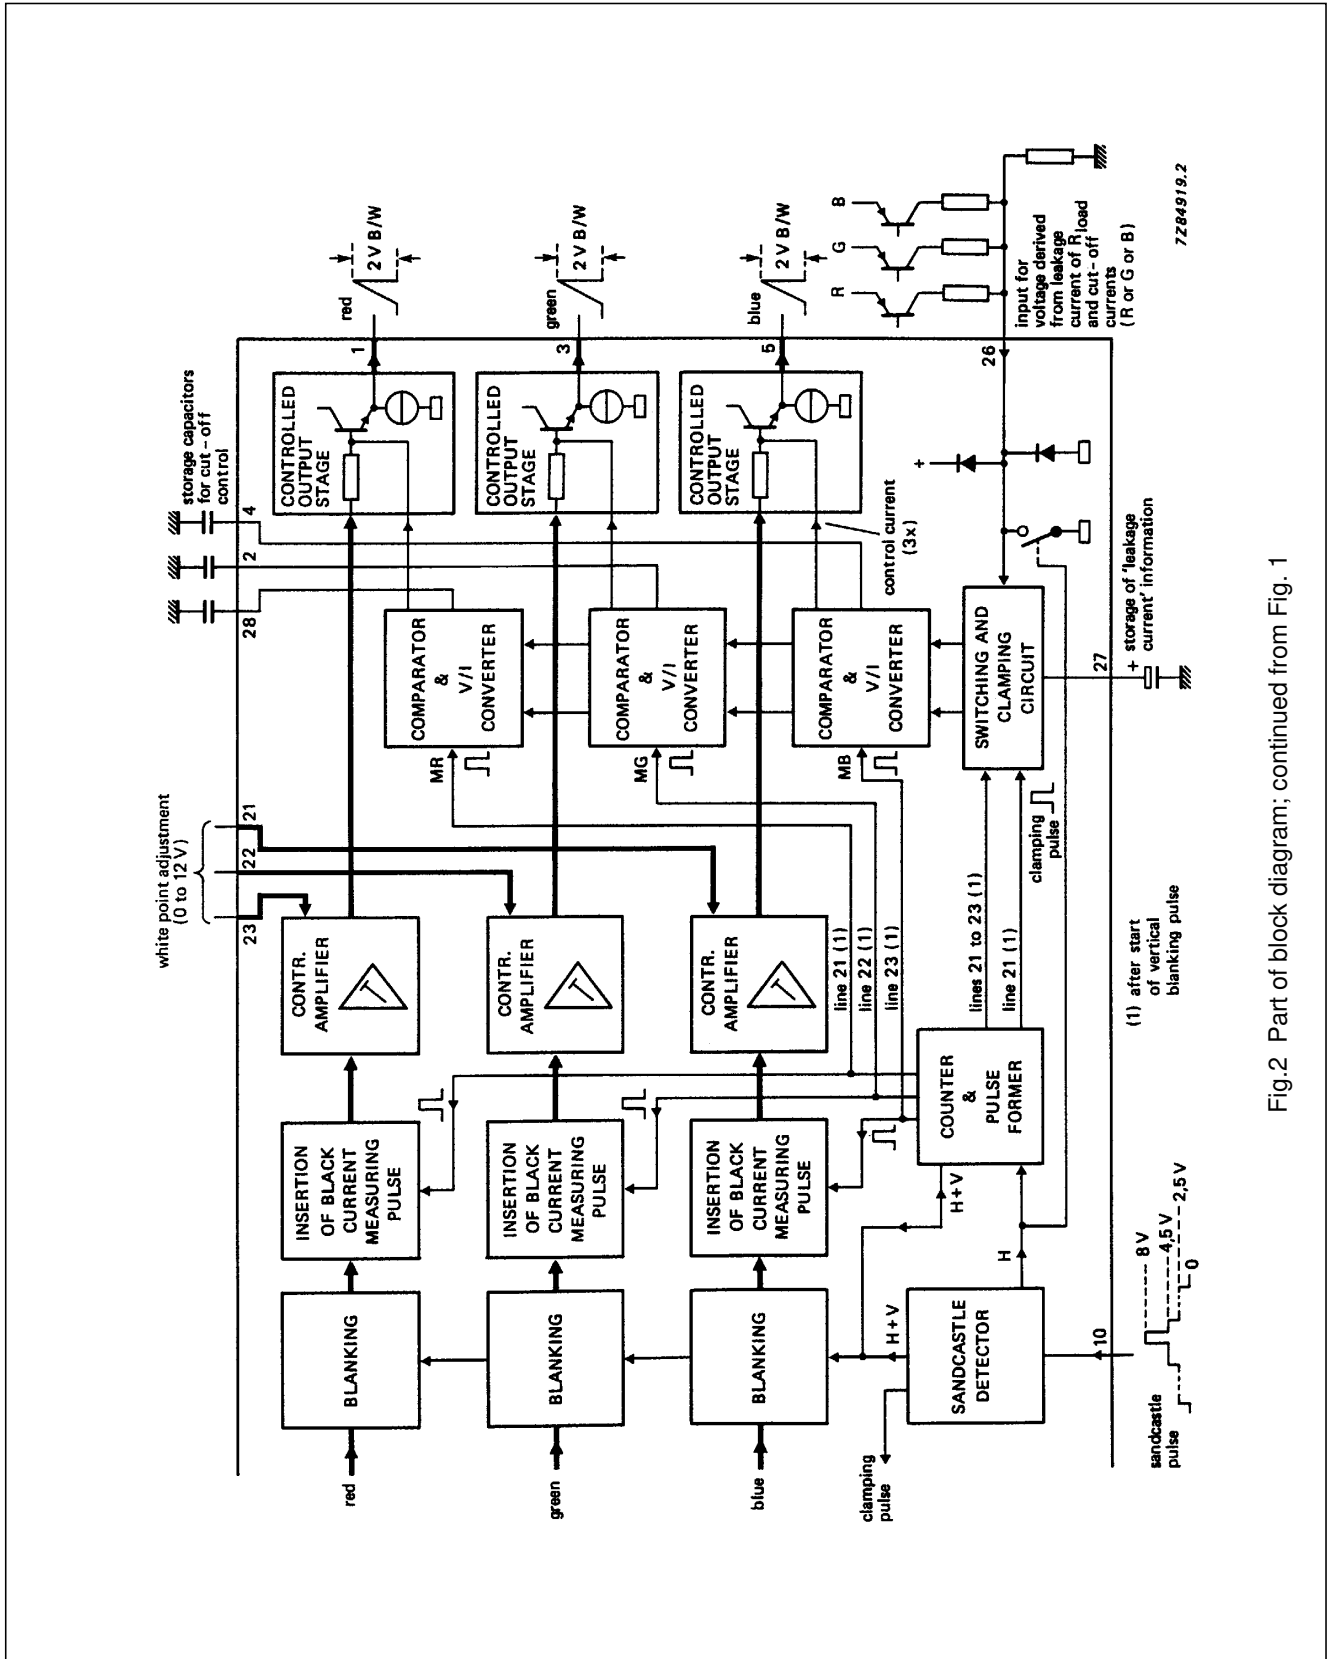 white point adjustment
(0 to 12 V)
23
22
21
28
2
4
storage capacitors
for cut-off
control
red
BLANKING
INSERTION
OF BLACK
CURRENT
MEASURING
PULSE
CONTR.
AMPLIFIER
CONTROLLED
OUTPUT
STAGE
1
red
2 V B/W
MR
COMPARATOR
&
V/I
CONVERTER
green
BLANKING
INSERTION
OF BLACK
CURRENT
MEASURING
PULSE
CONTR.
AMPLIFIER
CONTROLLED
OUTPUT
STAGE
3
green
2 V B/W
MG
COMPARATOR
&
V/I
CONVERTER
blue
BLANKING
INSERTION
OF BLACK
CURRENT
MEASURING
PULSE
CONTR.
AMPLIFIER
CONTROLLED
OUTPUT
STAGE
5
blue
2 V B/W
MB
COMPARATOR
&
V/I
CONVERTER
control current
(3x)
line 21 (1)
line 22 (1)
line 23 (1)
clamping
pulse
H+V
SANDCASTLE
DETECTOR
H
H+V
COUNTER
&
PULSE
FORMER
lines 21 to 23 (1)
line 21 (1)
clamping
pulse
SWITCHING AND
CLAMPING
CIRCUIT
+
26
R
G
B
input for
voltage derived
from leakage
current of Rload
and cut-off
currents
(R or G or B)
10
sandcastle
pulse
8 V
4,5 V
2,5 V
0
(1) after start
of vertical
blanking pulse
27
+ storage of 'leakage
current' information
7Z84919.2
Fig.2 Part of block diagram; continued from Fig. 1